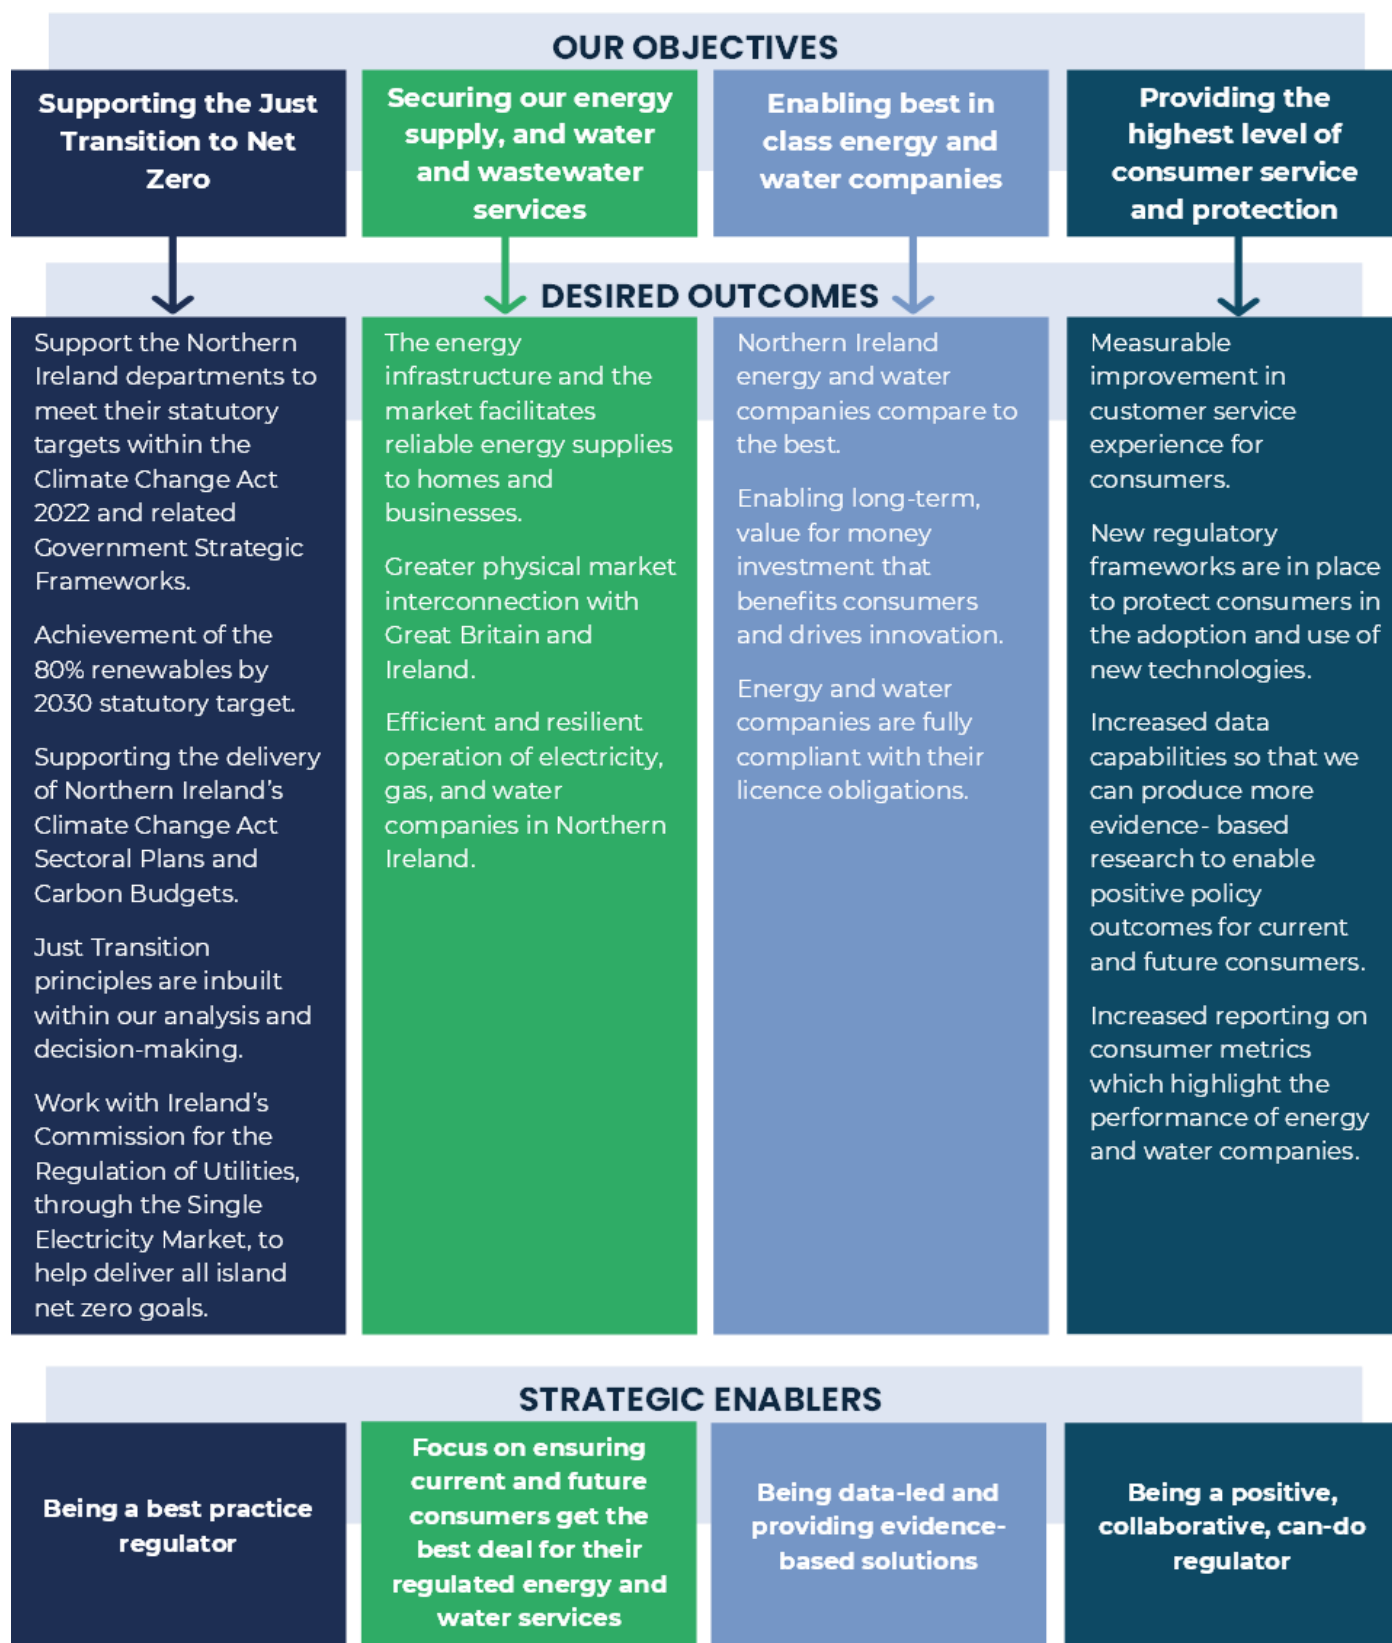 OUR OBJECTIVES
Supporting the Just
Transition to Net
Zero
Securing our energy
supply, and water
and wastewater
services
Enabling best in
class energy and
water companies
Providing the
highest level of
consumer service
and protection
DESIRED OUTCOMES
Support the Northern
Ireland departments to
meet their statutory
targets within the
Climate Change Act
2022 and related
Government Strategic
Frameworks.
Achievement of the
80% renewables by
2030 statutory target.
Supporting the delivery
of Northern Ireland’s
Climate Change Act
Sectoral Plans and
Carbon Budgets.
Just Transition
principles are inbuilt
within our analysis and
decision-making.
Work with Ireland’s
Commission for the
Regulation of Utilities,
through the Single
Electricity Market, to
help deliver all island
net zero goals.
The energy
infrastructure and the
market facilitates
reliable energy supplies
to homes and
businesses.
Greater physical market
interconnection with
Great Britain and
Ireland.
Efficient and resilient
operation of electricity,
gas, and water
companies in Northern
Ireland.
Northern Ireland
energy and water
companies compare to
the best.
Enabling long-term,
value for money
investment that
benefits consumers
and drives innovation.
Energy and water
companies are fully
compliant with their
licence obligations.
Measurable
improvement in
customer service
experience for
consumers.
New regulatory
frameworks are in place
to protect consumers in
the adoption and use of
new technologies.
Increased data
capabilities so that we
can produce more
evidence- based
research to enable
positive policy
outcomes for current
and future consumers.
Increased reporting on
consumer metrics
which highlight the
performance of energy
and water companies.
STRATEGIC ENABLERS
Being a best practice
regulator
Focus on ensuring
current and future
consumers get the
best deal for their
regulated energy and
water services
Being data-led and
providing evidence-
based solutions
Being a positive,
collaborative, can-do
regulator